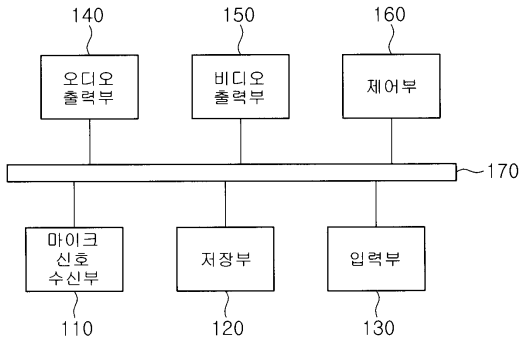 140 150 160
오디오
출력부
비디오
출력부
제어부
170
마이크
신호
수신부
저장부
입력부
110 120 130